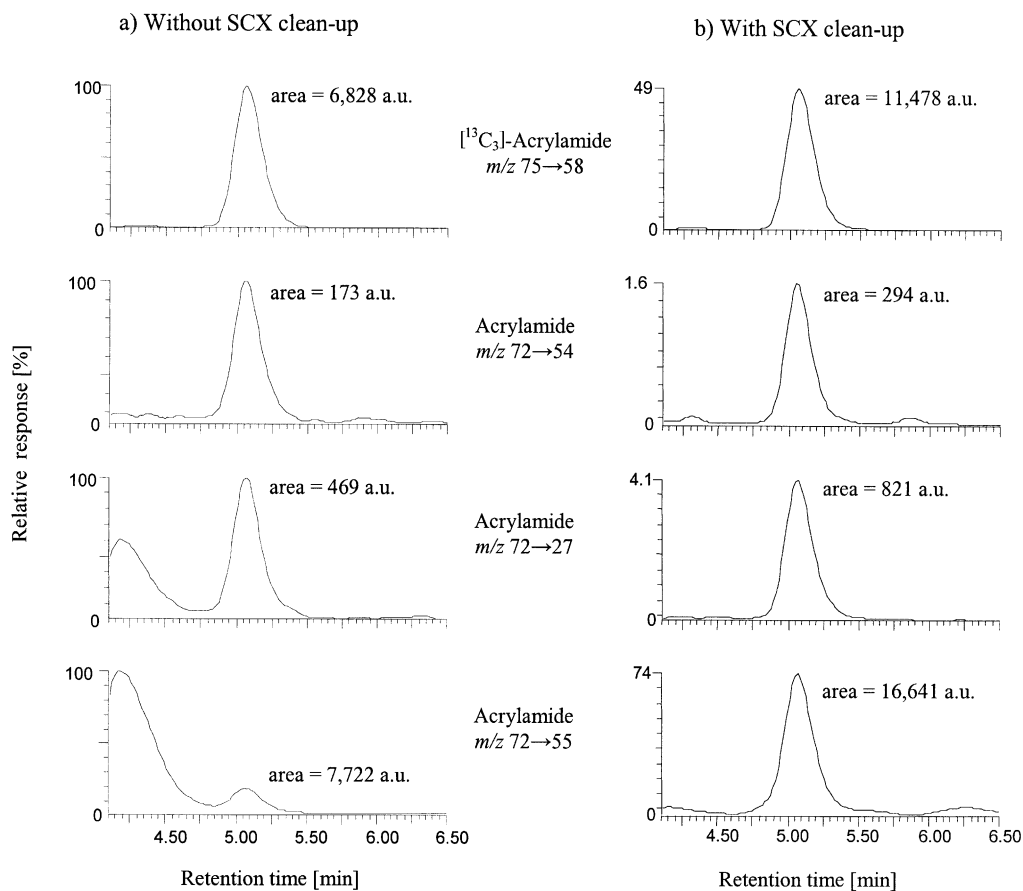 a) Without SCX clean-up
b) With SCX clean-up
100
area = 6,828 a.u.
0
[¹³C₃]-Acrylamide
m/z 75→58
49
area = 11,478 a.u.
0
100
area = 173 a.u.
0
Acrylamide
m/z 72→54
1.6
area = 294 a.u.
0
100
area = 469 a.u.
0
Acrylamide
m/z 72→27
4.1
area = 821 a.u.
0
100
area = 7,722 a.u.
0
Acrylamide
m/z 72→55
74
area = 16,641 a.u.
0
Relative response [%]
4.50 5.00 5.50 6.00 6.50
4.50 5.00 5.50 6.00 6.50
Retention time [min]
Retention time [min]